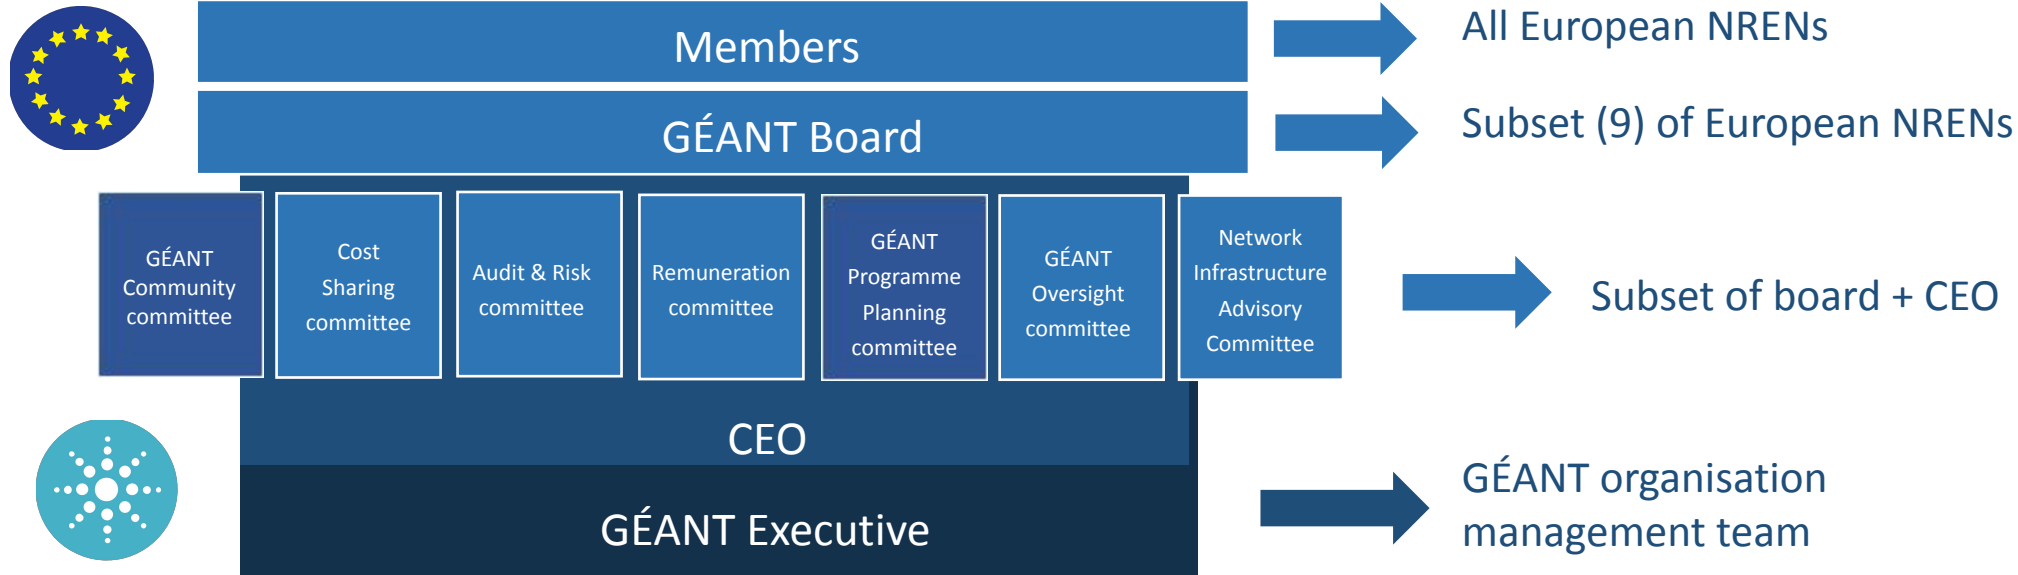 Members
All European NRENs
GÉANT Board
Subset (9) of European NRENs
GÉANT
Community
committee
Cost
Sharing
committee
Audit & Risk
committee
Remuneration
committee
GÉANT
Programme
Planning
committee
GÉANT
Oversight
committee
Network
Infrastructure
Advisory
Committee
Subset of board + CEO
CEO
GÉANT Executive
GÉANT organisation
management team